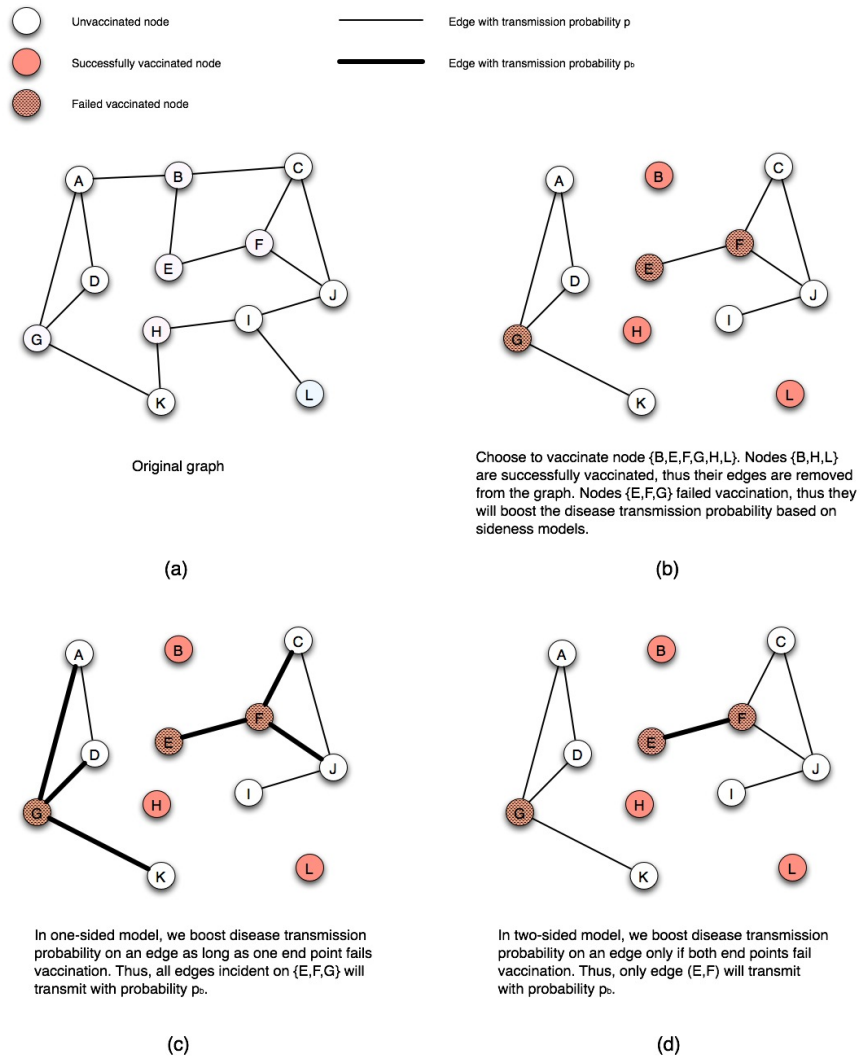 Unvaccinated node
Edge with transmission probability p
Successfully vaccinated node
Edge with transmission probability pb
Failed vaccinated node
A
B
C
D
E
F
G
H
I
J
K
L
Original graph
(a)
A
B
C
D
E
F
G
H
I
J
K
L
Choose to vaccinate node {B,E,F,G,H,L}. Nodes {B,H,L}
are successfully vaccinated, thus their edges are removed
from the graph. Nodes {E,F,G} failed vaccination, thus they
will boost the disease transmission probability based on
sideness models.
(b)
A
B
C
D
E
F
G
H
I
J
K
L
In one-sided model, we boost disease transmission
probability on an edge as long as one end point fails
vaccination. Thus, all edges incident on {E,F,G} will
transmit with probability pb.
(c)
A
B
C
D
E
F
G
H
I
J
K
L
In two-sided model, we boost disease transmission
probability on an edge only if both end points fail
vaccination. Thus, only edge (E,F) will transmit
with probability pb.
(d)